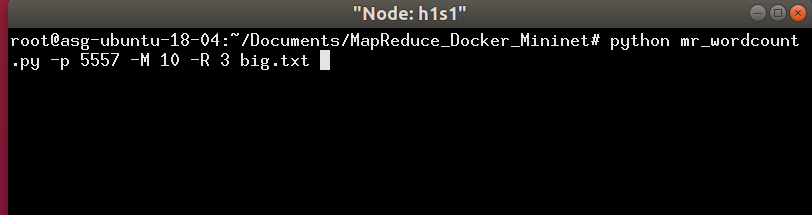 "Node: h1s1"
root@asg-ubuntu-18-04:~/Documents/MapReduce_Docker_Mininet# python mr_wordcount
.py -p 5557 -M 10 -R 3 big.txt